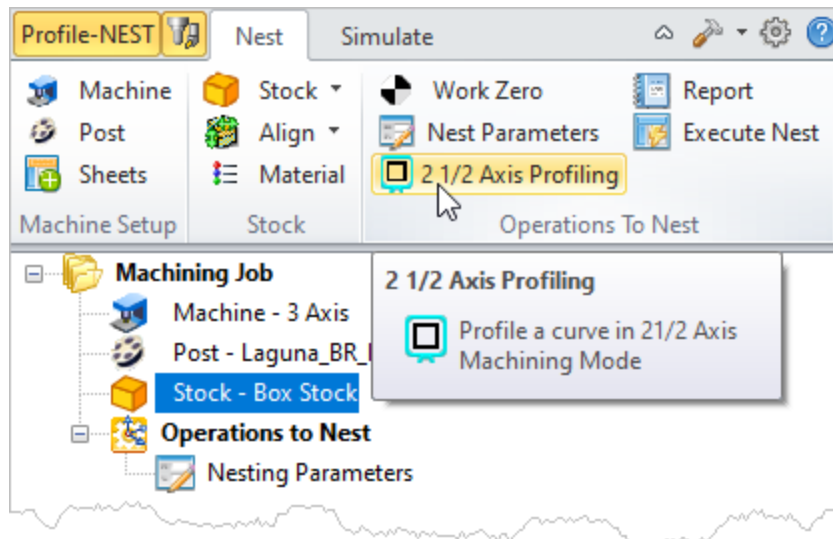 Profile-NEST Nest Simulate
Machine Stock Work Zero Report
Post Align Nest Parameters Execute Nest
Sheets Material 2 1/2 Axis Profiling
Machine Setup Stock Operations To Nest
Machining Job
2 1/2 Axis Profiling
Machine - 3 Axis
Profile a curve in 21/2 Axis
Post - Laguna_BR_
Machining Mode
Stock - Box Stock
Operations to Nest
Nesting Parameters